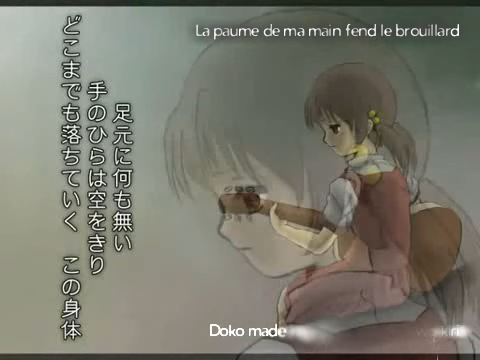 La paume de ma main fend le brouillard
足元に何も無い
手のひらは空をきり
どこまでも落ちていく この身体
Doko made
kiri